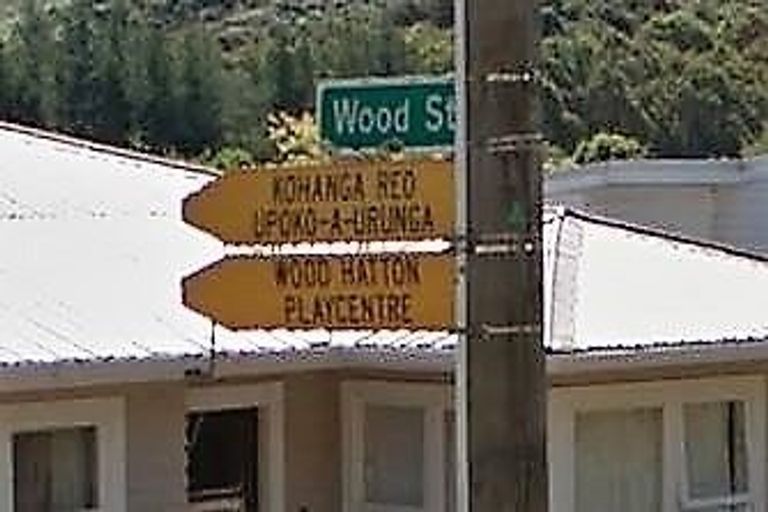 Wood St
KOHANGA REO
UPOKO-A-URUNGA
WOOD HATTON
PLAYCENTRE